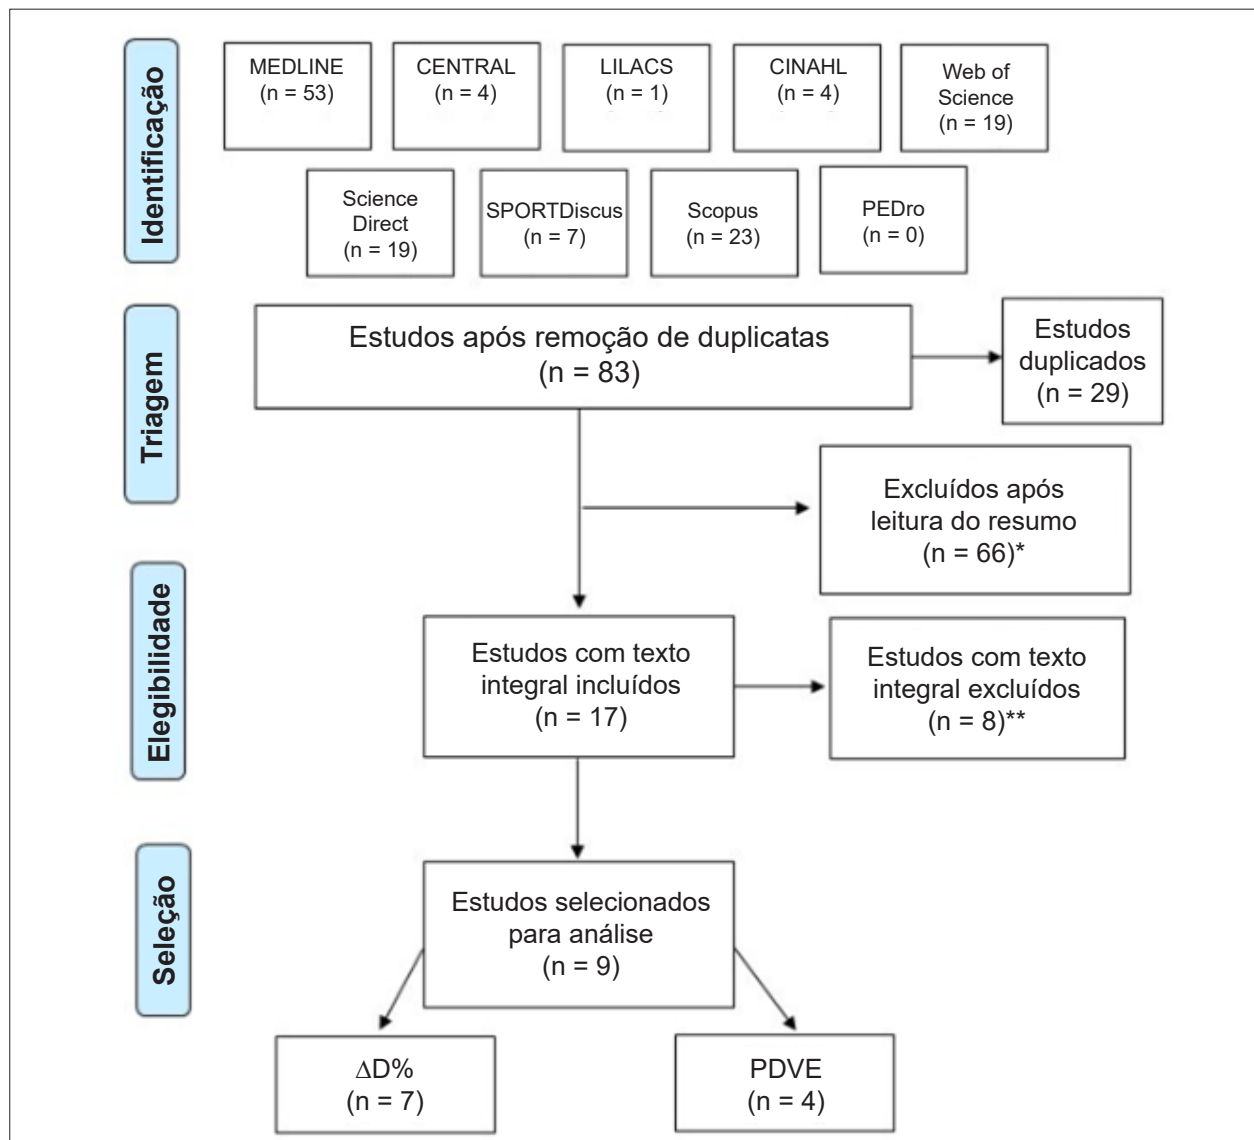 Identificação
MEDLINE
(n = 53)
CENTRAL
(n = 4)
LILACS
(n = 1)
CINAHL
(n = 4)
Web of
Science
(n = 19)
Science
Direct
(n = 19)
SPORTDiscus
(n = 7)
Scopus
(n = 23)
PEDro
(n = 0)
Triagem
Estudos após remoção de duplicatas
(n = 83)
Estudos
duplicados
(n = 29)
Excluídos após
leitura do resumo
(n = 66)*
Elegibilidade
Estudos com texto
integral incluídos
(n = 17)
Estudos com texto
integral excluídos
(n = 8)**
Seleção
Estudos selecionados
para análise
(n = 9)
∆D%
(n = 7)
PDVE
(n = 4)